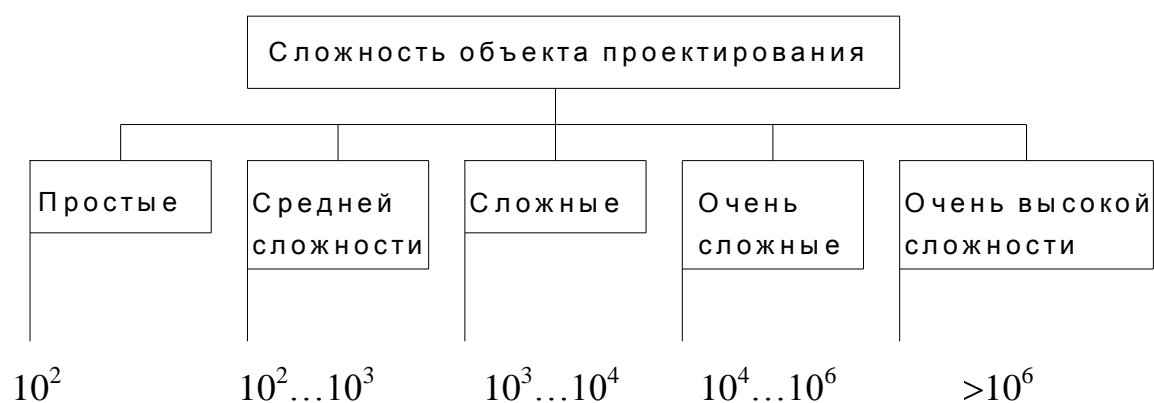 Сложность объекта проектирования
Простые
Средней
сложности
Сложные
Очень
сложные
Очень высокой
сложности
10²
10²…10³
10³…10⁴
10⁴…10⁶
>10⁶